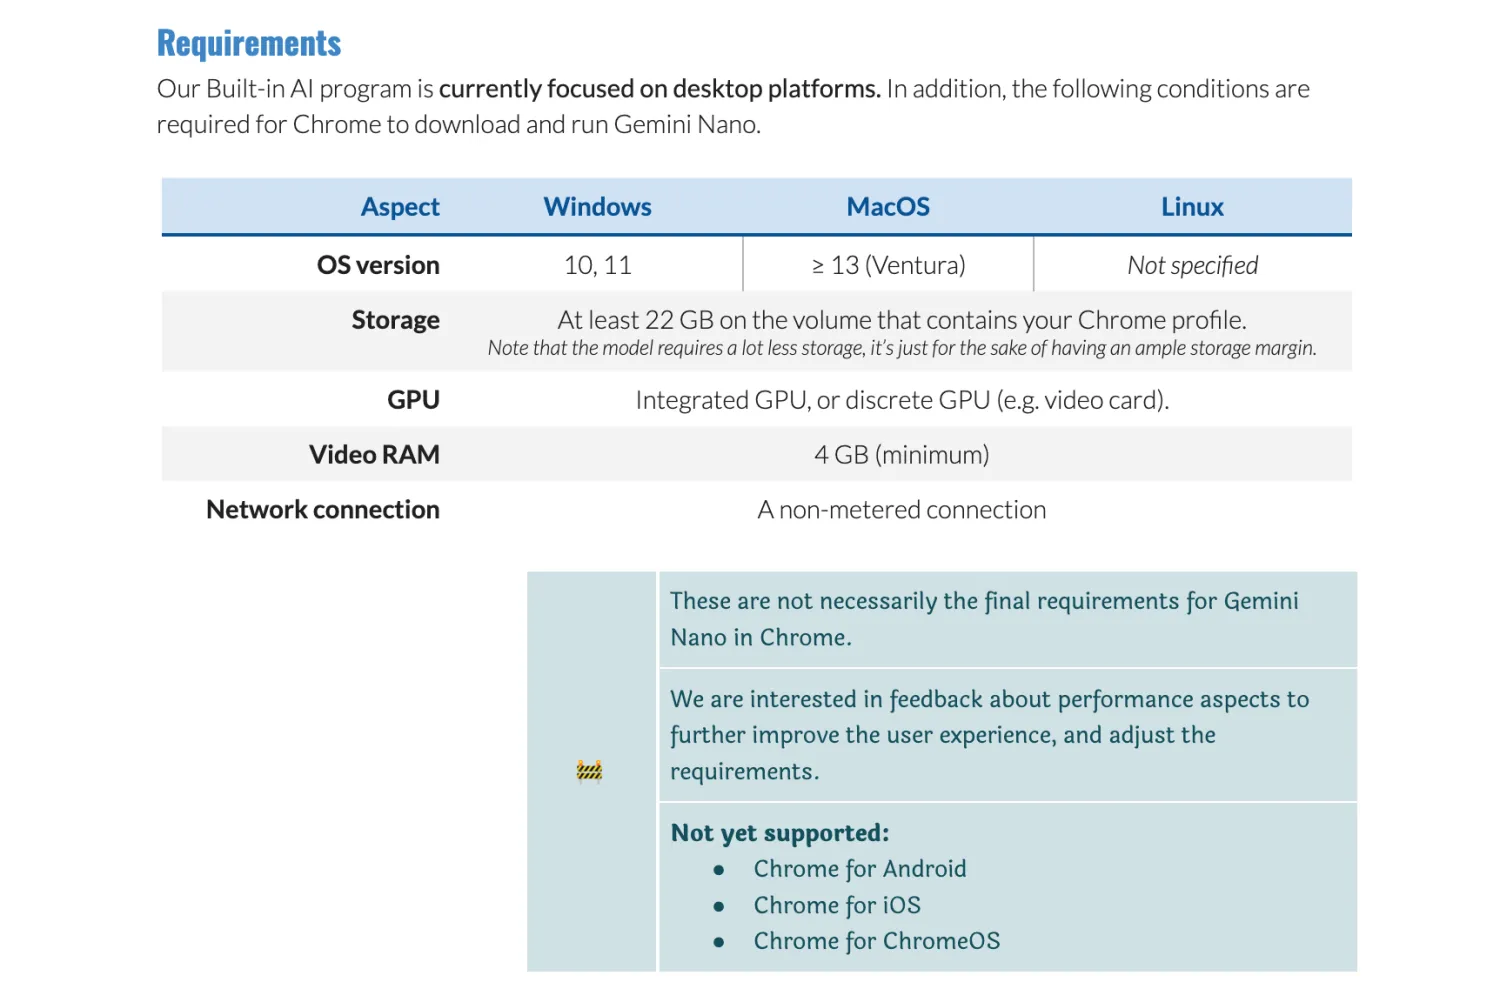 Requirements
Our Built-in AI program is currently focused on desktop platforms. In addition, the following conditions are
required for Chrome to download and run Gemini Nano.
Aspect Windows MacOS Linux
OS version 10, 11 ≥ 13 (Ventura) Not specified
Storage At least 22 GB on the volume that contains your Chrome profile.
Note that the model requires a lot less storage, it's just for the sake of having an ample storage margin.
GPU Integrated GPU, or discrete GPU (e.g. video card).
Video RAM 4 GB (minimum)
Network connection A non-metered connection
These are not necessarily the final requirements for Gemini
Nano in Chrome.
We are interested in feedback about performance aspects to
further improve the user experience, and adjust the
requirements.
Not yet supported:
● Chrome for Android
● Chrome for iOS
● Chrome for ChromeOS